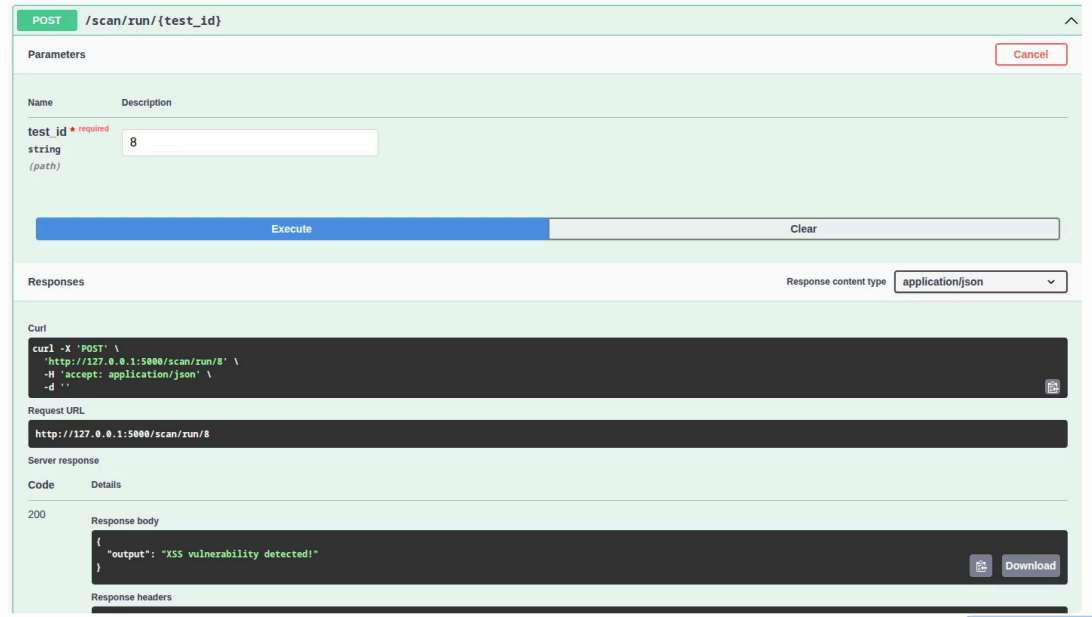 POST /scan/run/{test_id}
Parameters
Cancel
Name Description
test_id * required
string
(path)
8
Execute Clear
Responses
Response content type application/json
Curl
curl -X 'POST' \
'http://127.0.0.1:5000/scan/run/8' \
-H 'accept: application/json' \
-d ''
Request URL
http://127.0.0.1:5000/scan/run/8
Server response
Code Details
200
Response body
{
"output": "XSS vulnerability detected!"
}
Download
Response headers